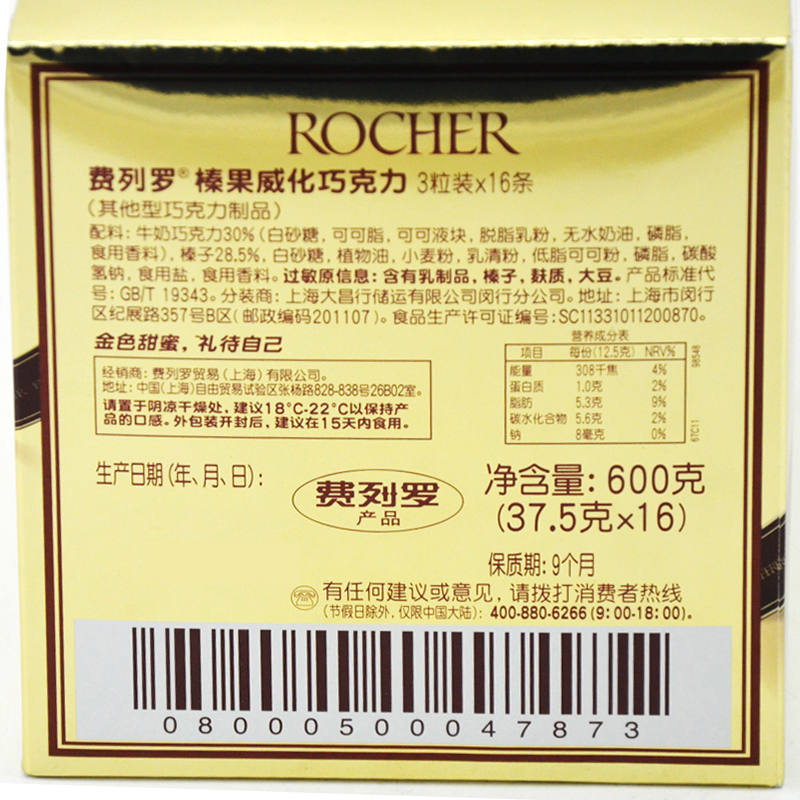 ROCHER
费列罗®榛果威化巧克力 3粒装x16条
(其他型巧克力制品)
配料: 牛奶巧克力30% (白砂糖, 可可脂, 可可液块, 脱脂乳粉, 无水奶油, 磷脂,
食用香料), 榛子28.5%, 白砂糖, 植物油, 小麦粉, 乳清粉, 低脂可可粉, 磷脂, 碳酸
氢钠, 食用盐, 食用香料。过敏原信息: 含有乳制品, 榛子, 麸质, 大豆。产品标准代
号: GB/T 19343。分装商: 上海大昌行储运有限公司闵行分公司。地址: 上海市闵行
区纪展路357号B区(邮政编码201107)。食品生产许可证编号: SC11331011200870。
金色甜蜜, 礼待自己
经销商: 费列罗贸易(上海)有限公司。
地址: 中国(上海)自由贸易试验区张杨路828-838号26B02室。
请置于阴凉干燥处, 建议18°C-22°C以保持产
品的口感。外包装开封后, 建议在15天内食用。
营养成分表
项目 每份(12.5克) NRV%
能量 308千焦 4%
蛋白质 1.0克 2%
脂肪 5.3克 9%
碳水化合物 5.6克 2%
钠 8毫克 0%
98348
67C11
生产日期(年、月、日):
费列罗
产品
净含量: 600克
(37.5克×16)
保质期: 9个月
有任何建议或意见, 请拨打消费者热线
(节假日除外, 仅限中国大陆): 400-880-6266 (9:00-18:00)。
0800050047873